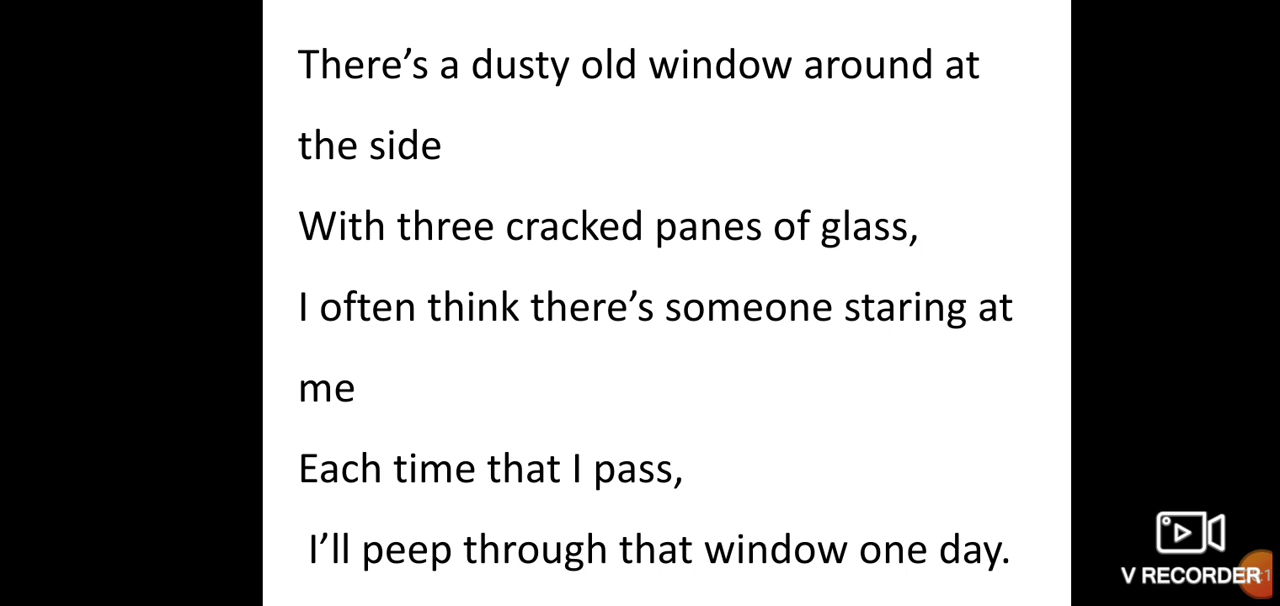 There’s a dusty old window around at
the side
With three cracked panes of glass,
I often think there’s someone staring at
me
Each time that I pass,
I’ll peep through that window one day.
V RECORDER